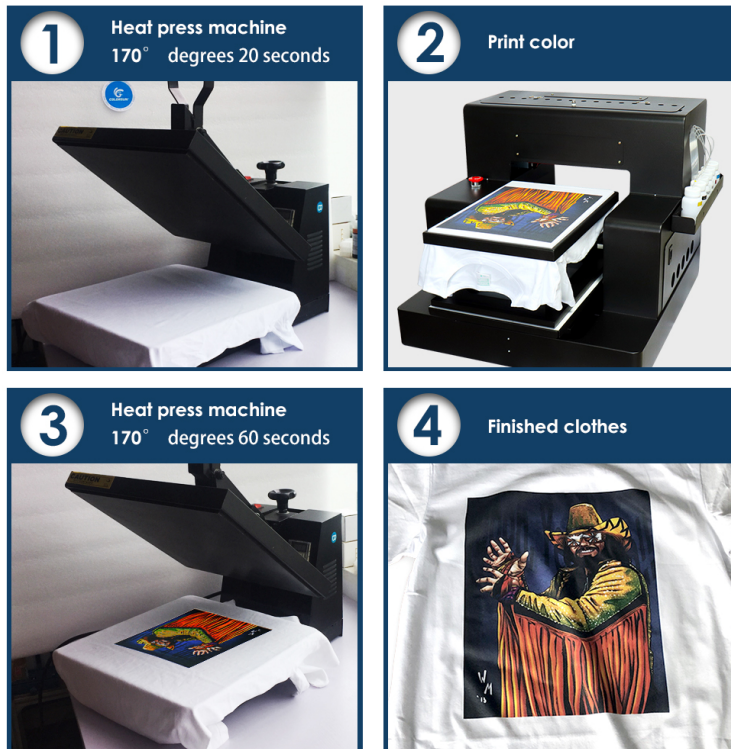 1
Heat press machine
170° degrees 20 seconds
2
Print color
3
Heat press machine
170° degrees 60 seconds
CAUTION
4
Finished clothes
W
M